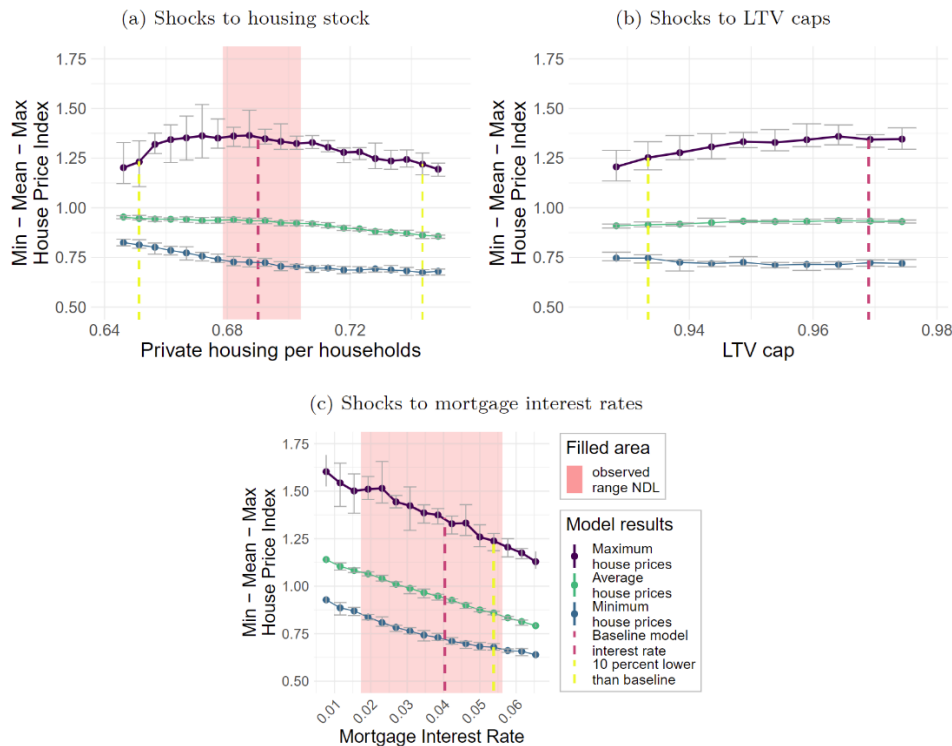 (a) Shocks to housing stock
(b) Shocks to LTV caps
Min − Mean − Max
House Price Index
1.75
1.50
1.25
1.00
0.75
0.50
0.64
0.68
0.72
Private housing per households
Min − Mean − Max
House Price Index
1.75
1.50
1.25
1.00
0.75
0.50
0.94
0.96
0.98
LTV cap
(c) Shocks to mortgage interest rates
Min − Mean − Max
House Price Index
1.75
1.50
1.25
1.00
0.75
0.50
0.01
0.02
0.03
0.04
0.05
0.06
Mortgage Interest Rate
Filled area
observed
range NDL
Model results
Maximum
house prices
Average
house prices
Minimum
house prices
Baseline model
interest rate
10 percent lower
than baseline